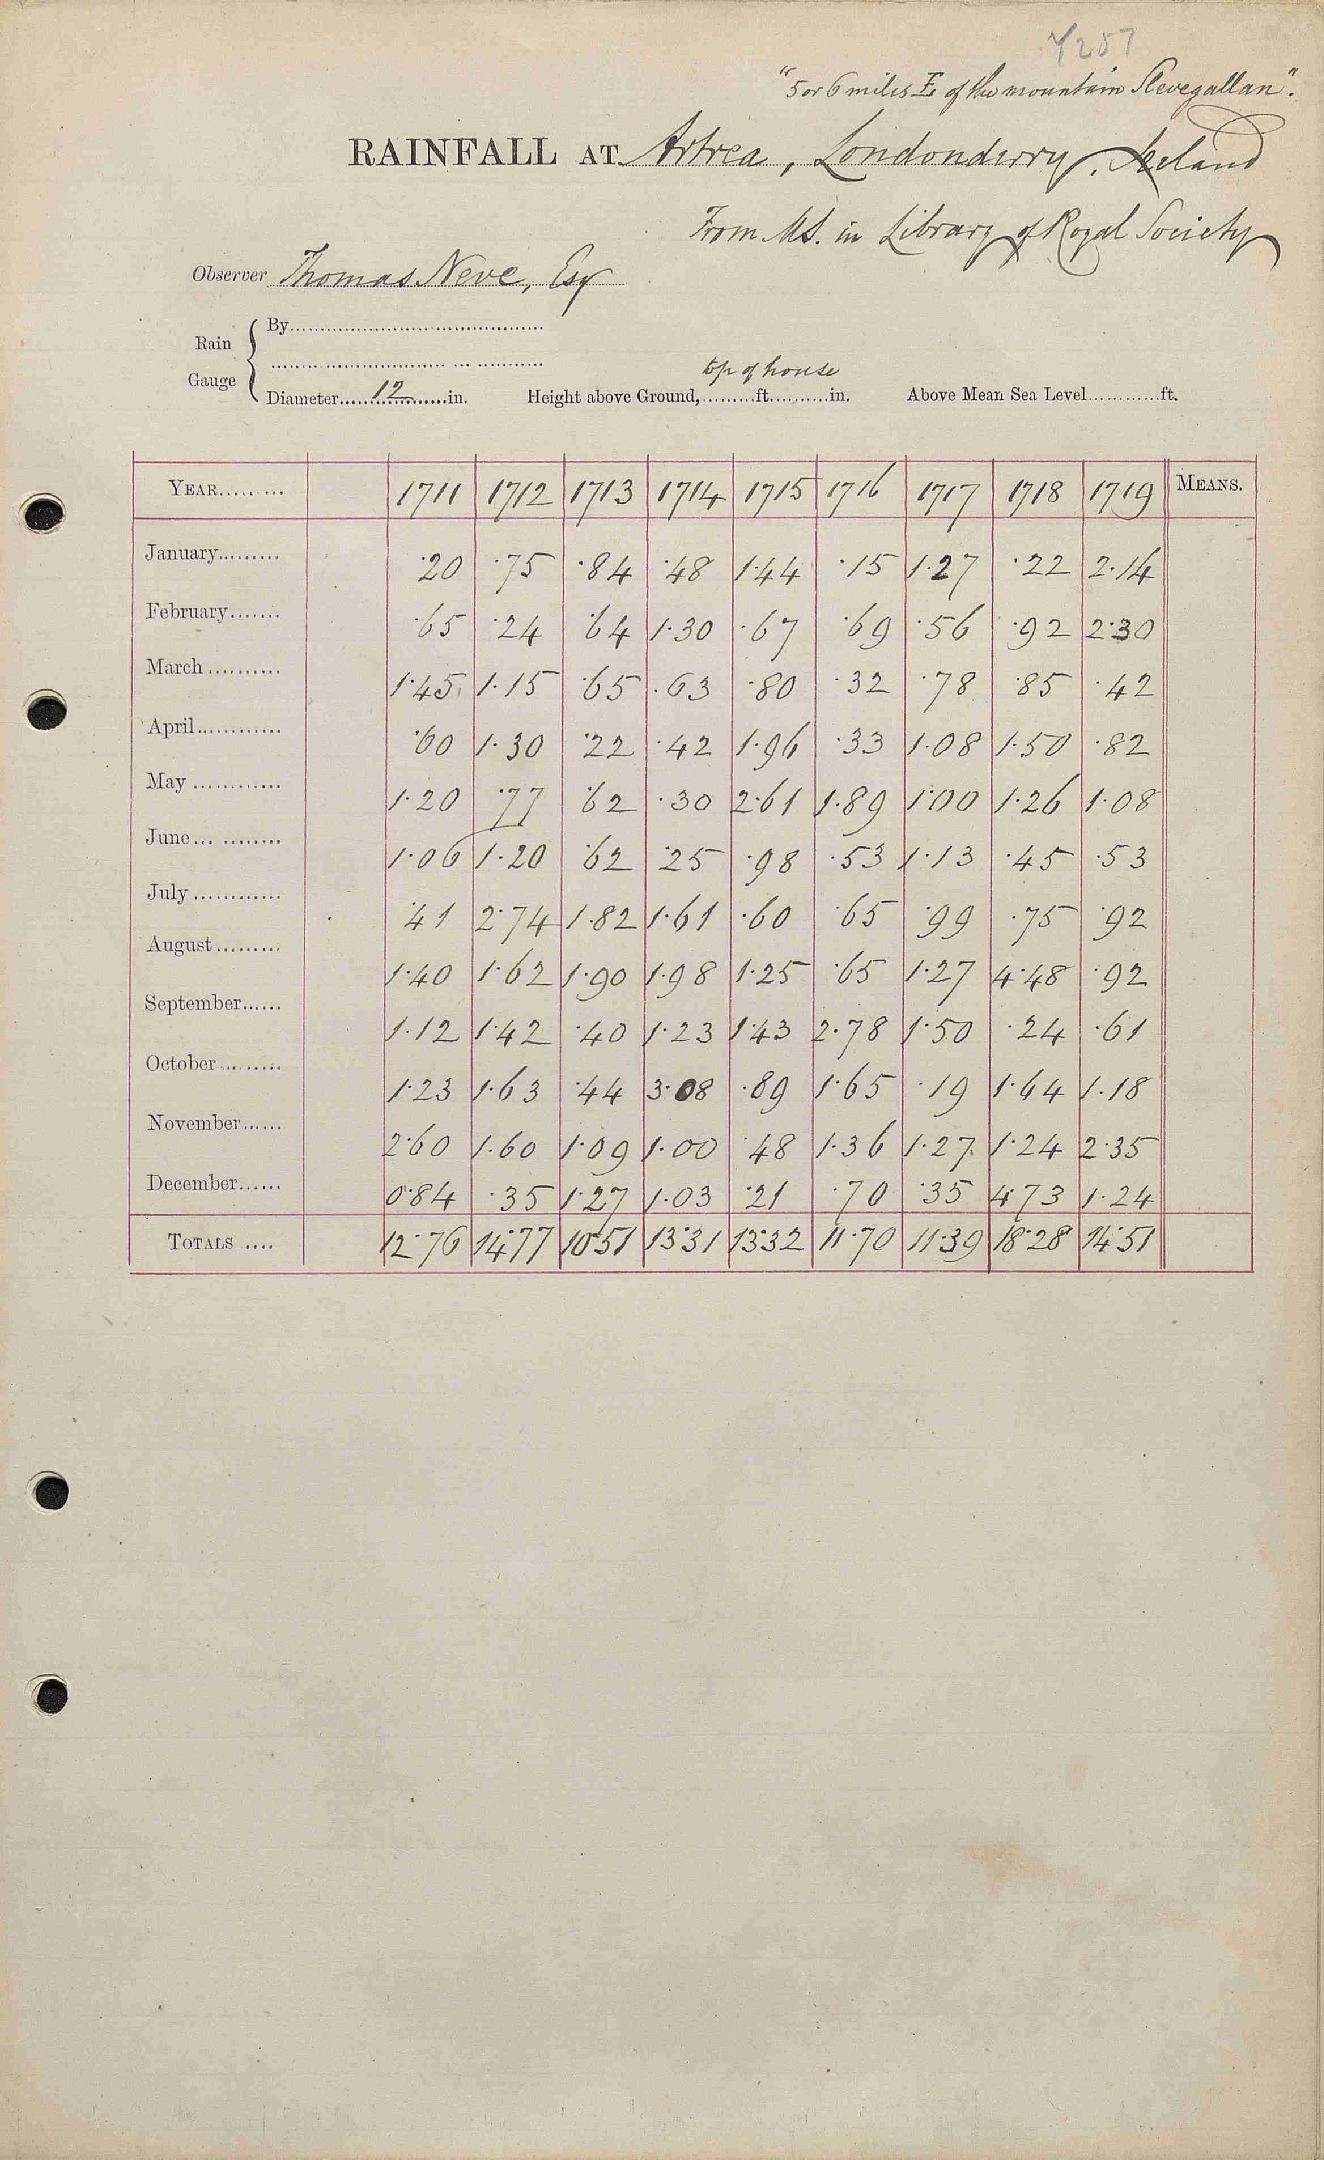 7257
"5 or 6 miles E of the mountain Slevegallan".
RAINFALL AT Artrea, Londonderry, Ireland
From MS. in Library of Royal Society
Observer Thomas Neve, Esq
Rain Gauge { By
Diameter 12 in. Height above Ground, top of house ft. in. Above Mean Sea Level ft.
YEAR 1711 1712 1713 1714 1715 1716 1717 1718 1719 MEANS.
January ·20 ·75 ·84 ·48 1·44 ·15 1·27 ·22 2·14
February ·65 ·24 ·64 1·30 ·67 ·69 ·56 ·92 2·30
March 1·45 1·15 ·65 ·63 ·80 ·32 ·78 ·85 ·42
April ·60 1·30 ·22 ·42 1·96 ·33 1·08 1·50 ·82
May 1·20 ·77 ·62 ·30 2·61 1·89 1·00 1·26 1·08
June 1·06 1·20 ·62 ·25 ·98 ·53 1·13 ·45 ·53
July ·41 2·74 1·82 1·61 ·60 ·65 ·99 ·75 ·92
August 1·40 1·62 1·90 1·98 1·25 ·65 1·27 4·48 ·92
September 1·12 1·42 ·40 1·23 1·43 2·78 1·50 ·24 ·61
October 1·23 1·63 ·44 3·08 ·89 1·65 ·19 1·64 1·18
November 2·60 1·60 1·09 1·00 ·48 1·36 1·27 1·24 2·35
December 0·84 ·35 1·27 1·03 ·21 ·70 ·35 4·73 1·24
TOTALS 12·76 14·77 10·51 13·31 13·32 11·70 11·39 18·28 14·51